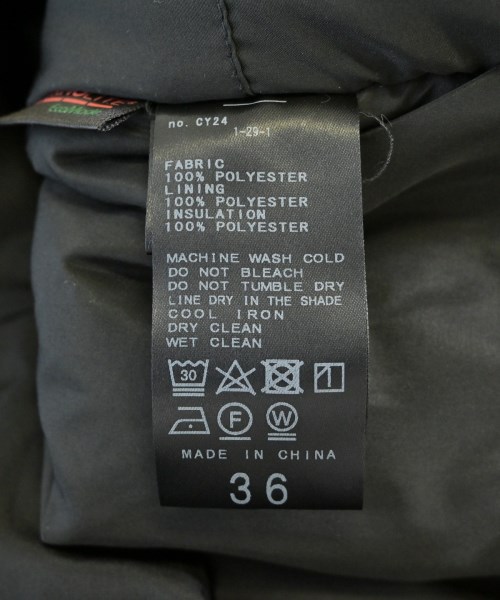 no. CY24
1-29-1
FABRIC
100% POLYESTER
LINING
100% POLYESTER
INSULATION
100% POLYESTER
MACHINE WASH COLD
DO NOT BLEACH
DO NOT TUMBLE DRY
LINE DRY IN THE SHADE
COOL IRON
DRY CLEAN
WET CLEAN
30
F W
MADE IN CHINA
36